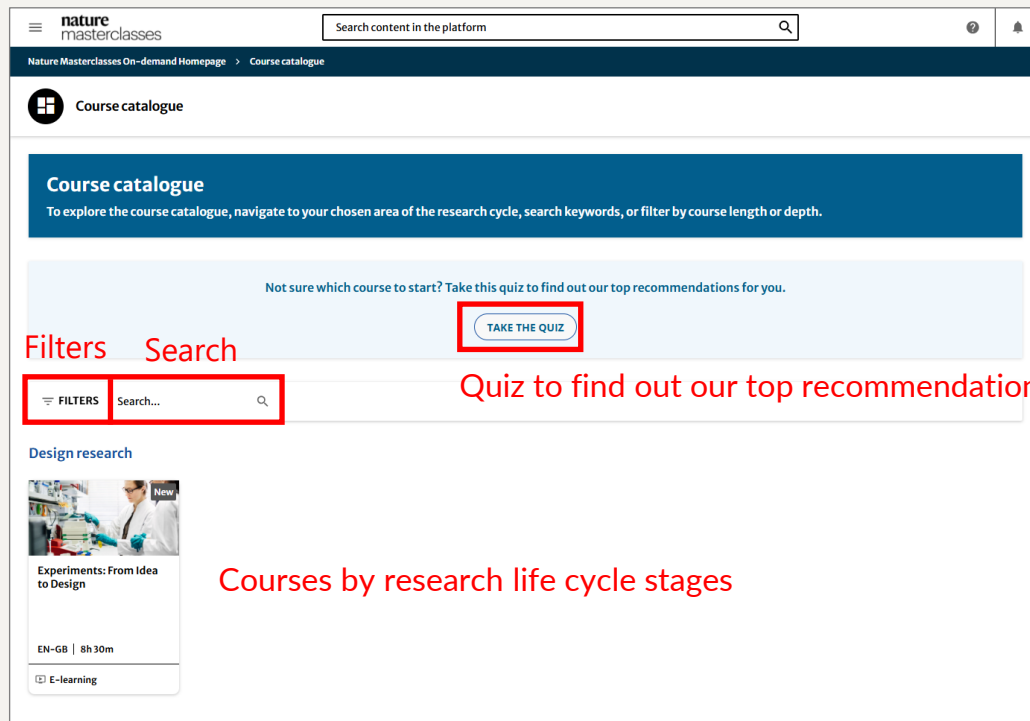 nature
masterclasses
Search content in the platform
Nature Masterclasses On-demand Homepage > Course catalogue
Course catalogue
Course catalogue
To explore the course catalogue, navigate to your chosen area of the research cycle, search keywords, or filter by course length or depth.
Not sure which course to start? Take this quiz to find out our top recommendations for you.
TAKE THE QUIZ
Filters Search
Quiz to find out our top recommendation
FILTERS Search...
Design research
New
Experiments: From Idea
to Design
Courses by research life cycle stages
EN-GB | 8h 30m
E-learning